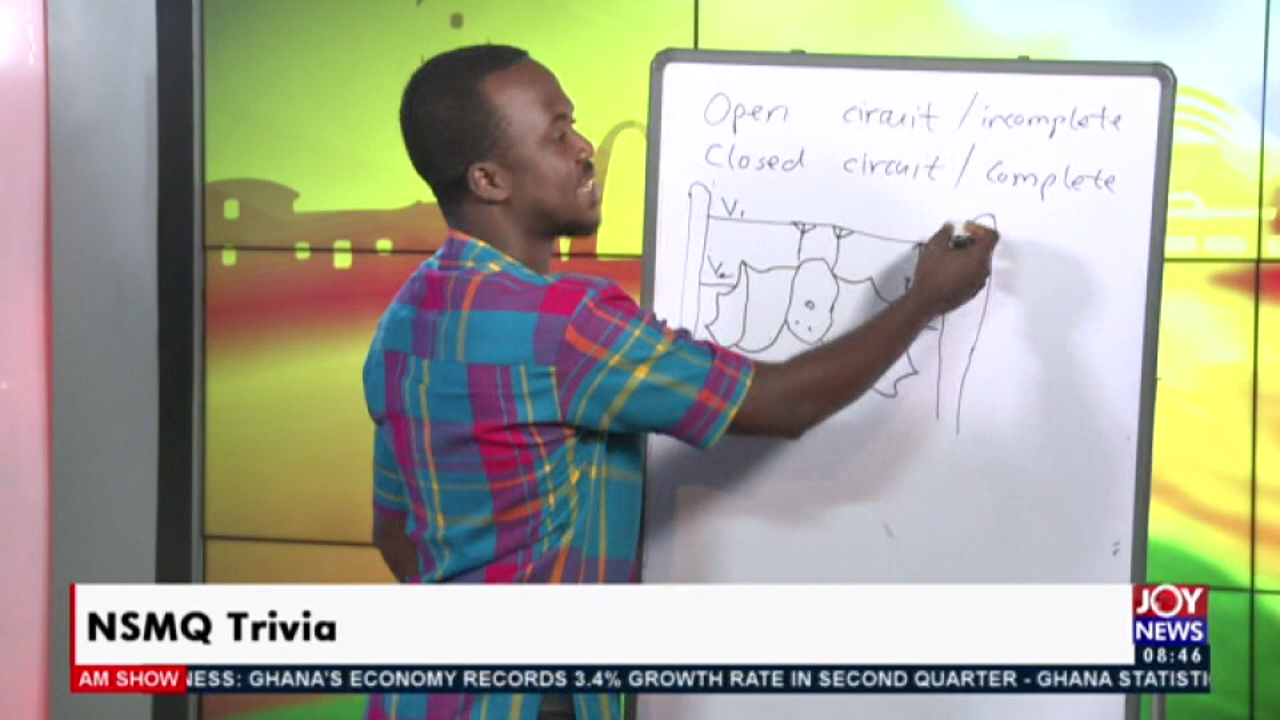 Open circuit / incomplete
Closed circuit / complete
V₁
V₂
NSMQ Trivia
JOY
NEWS
08:46
AM SHOW NESS: GHANA'S ECONOMY RECORDS 3.4% GROWTH RATE IN SECOND QUARTER - GHANA STATISTI